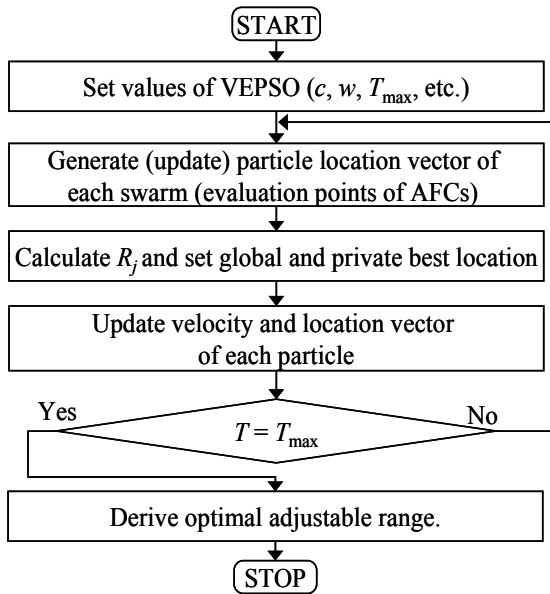 START
Set values of VEPSO (c, w, Tmax, etc.)
Generate (update) particle location vector of
each swarm (evaluation points of AFCs)
Calculate Rj and set global and private best location
Update velocity and location vector
of each particle
Yes
No
T = Tmax
Derive optimal adjustable range.
STOP